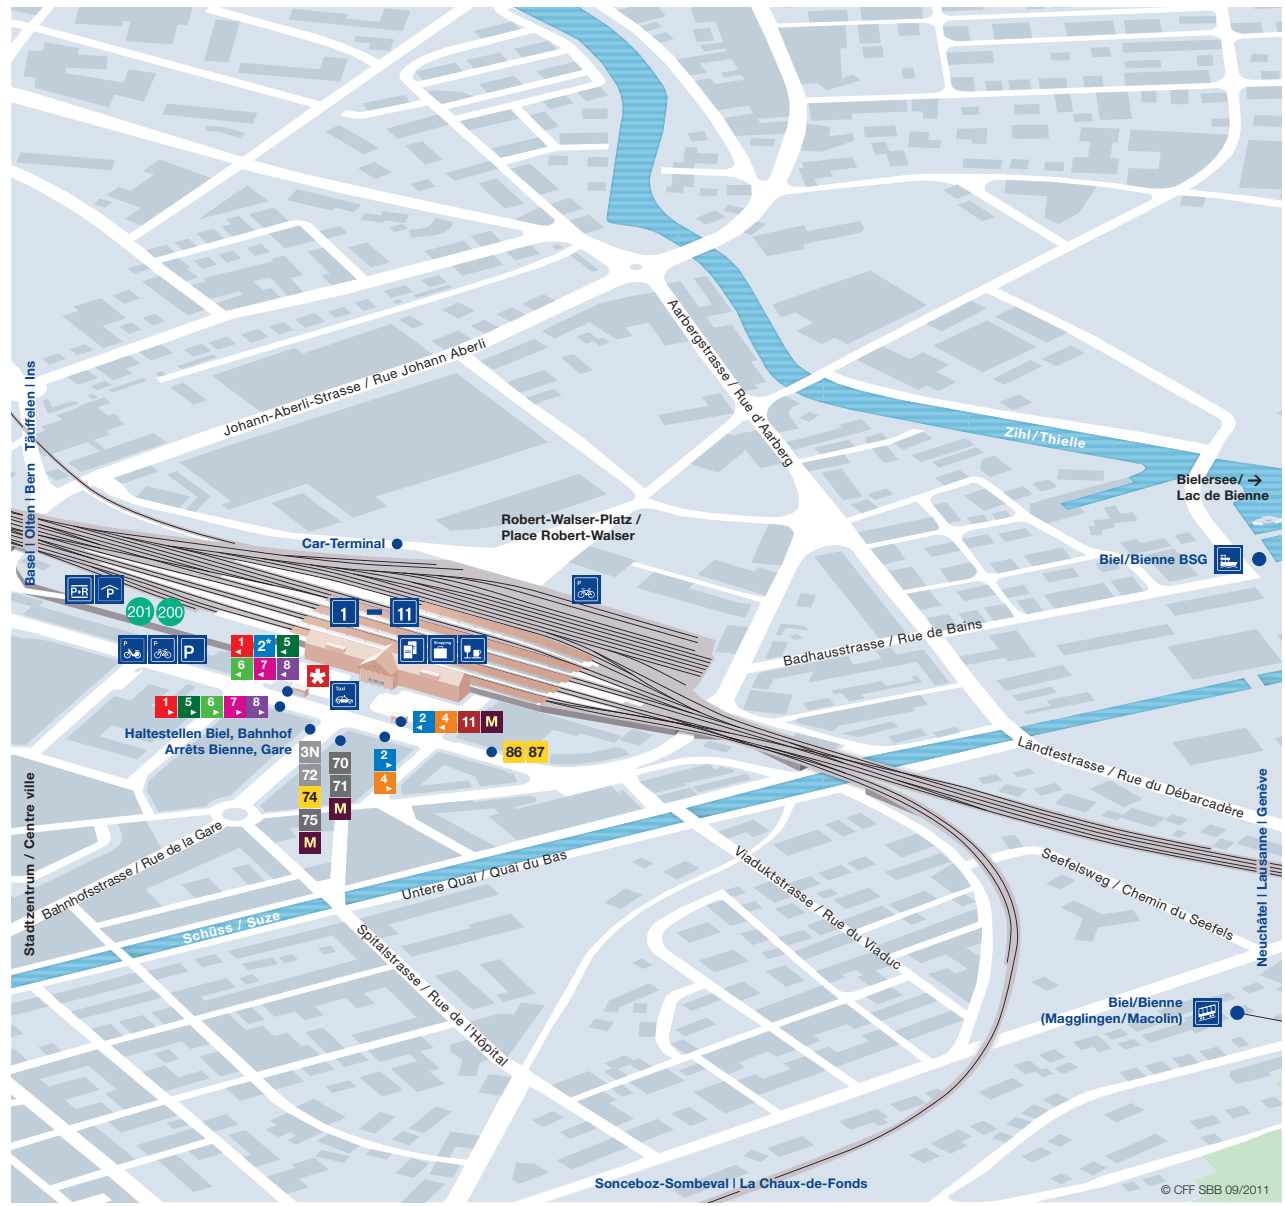 Aarbergstrasse / Rue d'Aarberg
Johann-Aberli-Strasse / Rue Johann Aberli
Basel | Olten | Bern Täuffelen | Ins
Zihl/Thielle
Bielersee/ →
Lac de Bienne
Robert-Walser-Platz /
Place Robert-Walser
Car-Terminal
Biel/Bienne BSG
P+R
P
P
201
200
1
11
P
P
P
1
2*
5
Shopping
Badhausstrasse / Rue de Bains
6
7
8
*
Taxi
1
5
6
7
8
2
4
11
M
Haltestellen Biel, Bahnhof
Arrêts Bienne, Gare
3N
72
74
75
M
70
71
M
2
4
86
87
Ländtestrasse / Rue du Débarcadère
Stadtzentrum / Centre ville
Neuchâtel | Lausanne | Genève
Bahnhofsstrasse / Rue de la Gare
Untere Quai / Quai du Bas
Viaduktstrasse / Rue du Viaduc
Seefelsweg / Chemin du Seefels
Schüss / Suze
Spitalstrasse / Rue de l'Hôpital
Biel/Bienne
(Magglingen/Macolin)
Sonceboz-Sombeval | La Chaux-de-Fonds
© CFF SBB 09/2011